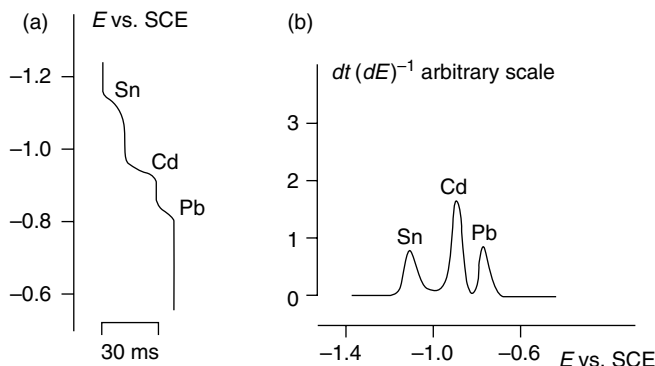 (a)
E vs. SCE
−1.2
−1.0
−0.8
−0.6
Sn
Cd
Pb
30 ms
(b)
dt (dE)⁻¹ arbitrary scale
3
2
1
0
Sn
Cd
Pb
−1.4
−1.0
−0.6
E vs. SCE